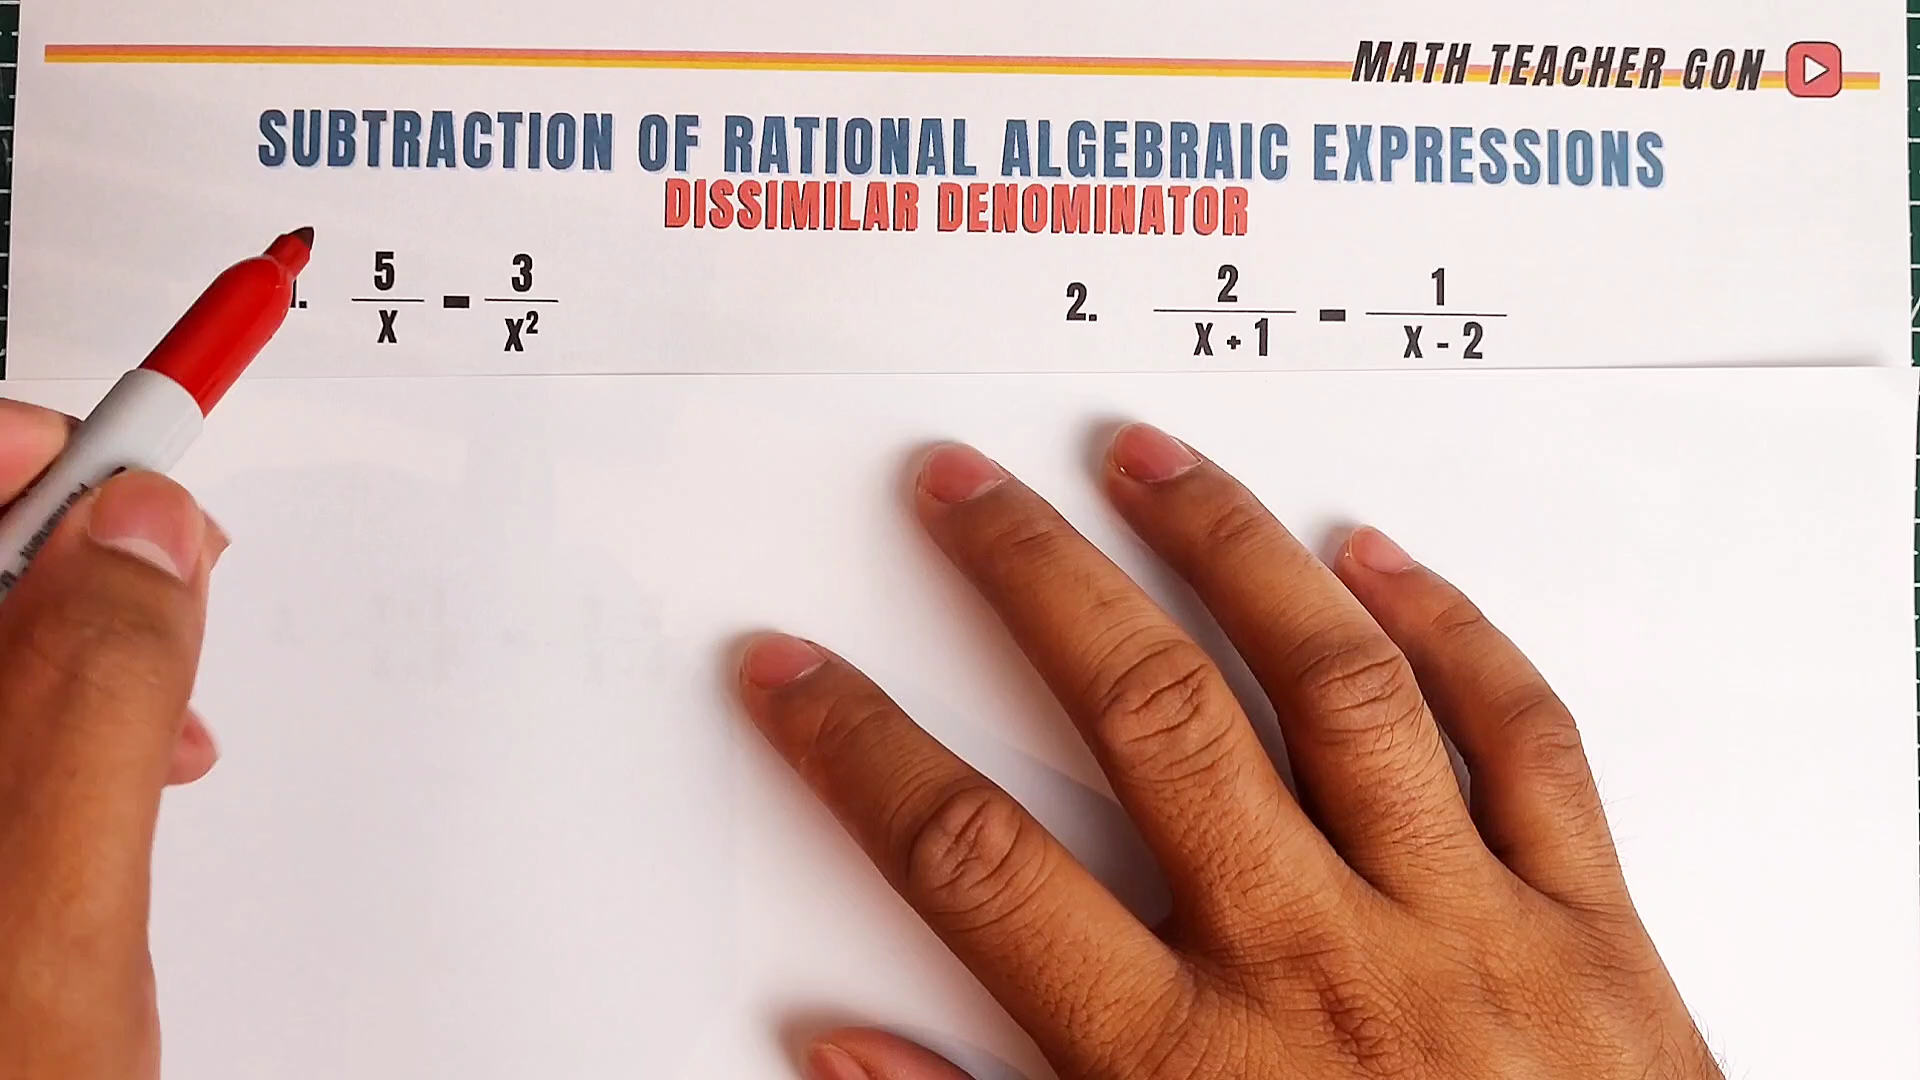 MATH TEACHER GON
SUBTRACTION OF RATIONAL ALGEBRAIC EXPRESSIONS
DISSIMILAR DENOMINATOR
5/x - 3/x²
2. 2/(x + 1) - 1/(x - 2)